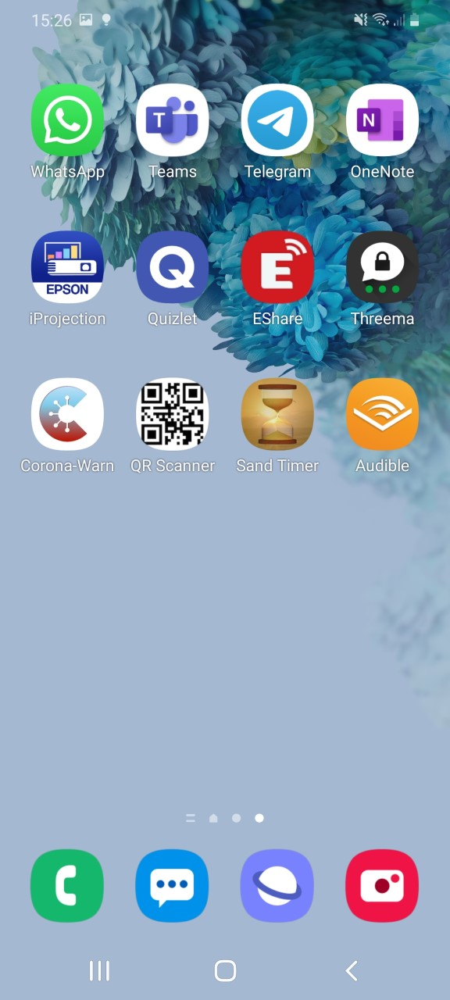 15:26
T
N
WhatsApp
Teams
Telegram
OneNote
EPSON
Q
E
iProjection
Quizlet
EShare
Threema
Corona-Warn
QR Scanner
Sand Timer
Audible